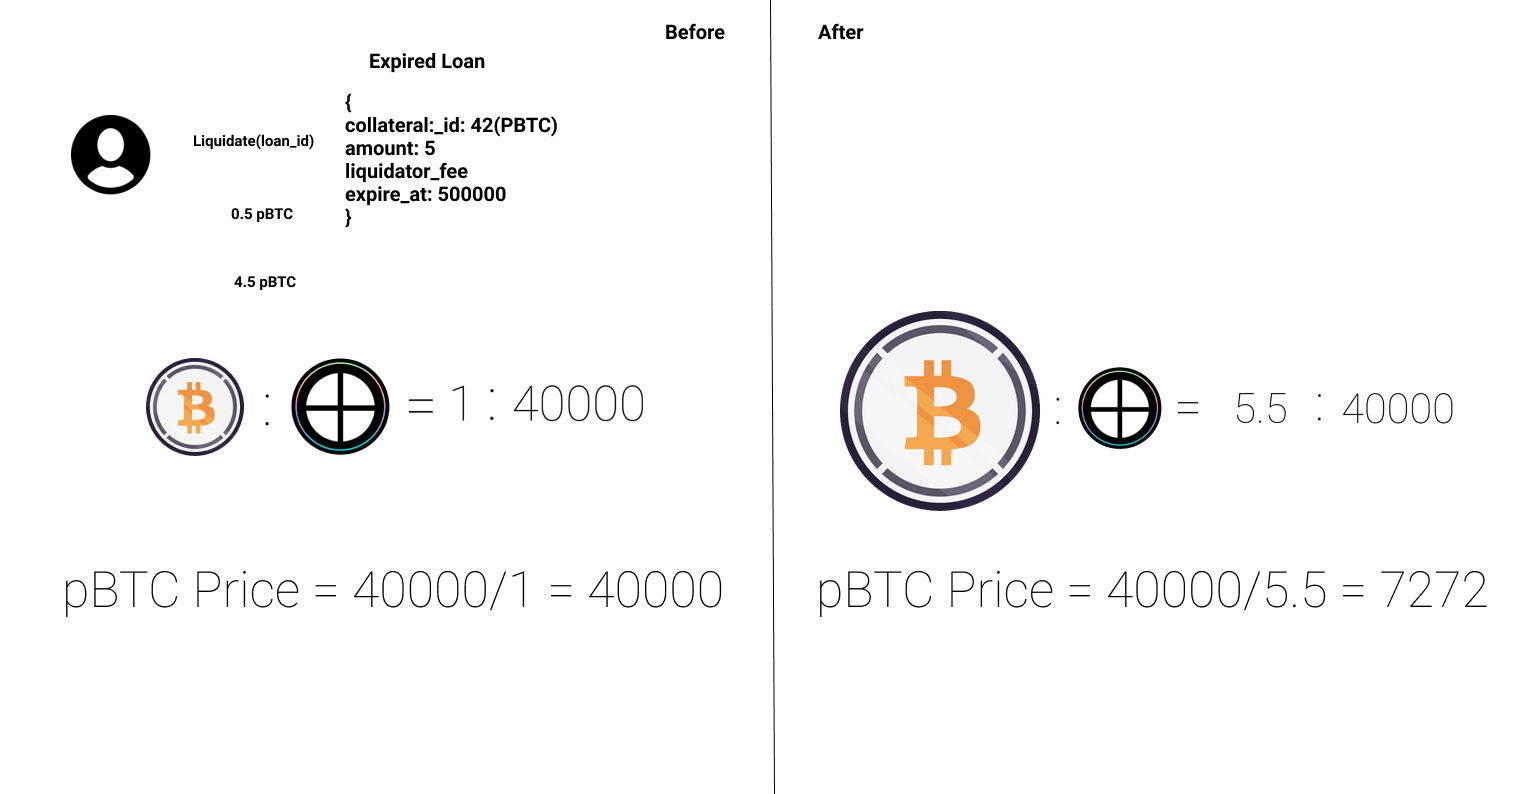 Before
Expired Loan
{
collateral:_id: 42(PBTC)
amount: 5
liquidator_fee
expire_at: 500000
}
Liquidate(loan_id)
0.5 pBTC
4.5 pBTC
: = 1 : 40000
pBTC Price = 40000/1 = 40000
After
: = 5.5 : 40000
pBTC Price = 40000/5.5 = 7272